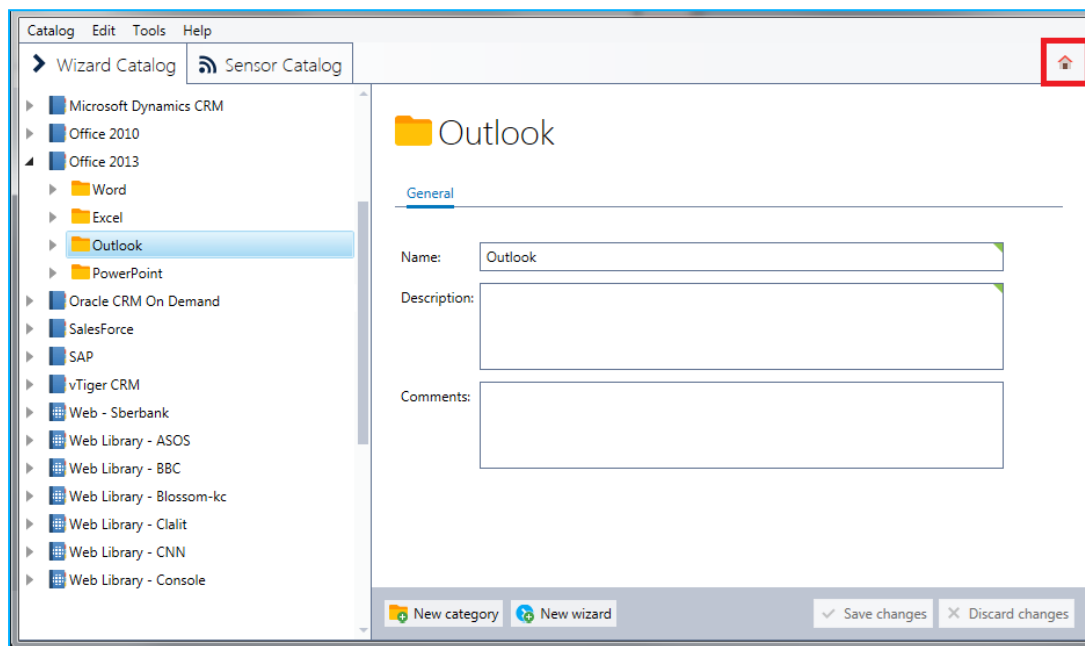 Catalog Edit Tools Help
Wizard Catalog Sensor Catalog
Microsoft Dynamics CRM
Office 2010
Office 2013
Word
Excel
Outlook
PowerPoint
Oracle CRM On Demand
SalesForce
SAP
vTiger CRM
Web - Sberbank
Web Library - ASOS
Web Library - BBC
Web Library - Blossom-kc
Web Library - Clalit
Web Library - CNN
Web Library - Console
Outlook
General
Name: Outlook
Description:
Comments:
New category New wizard Save changes Discard changes